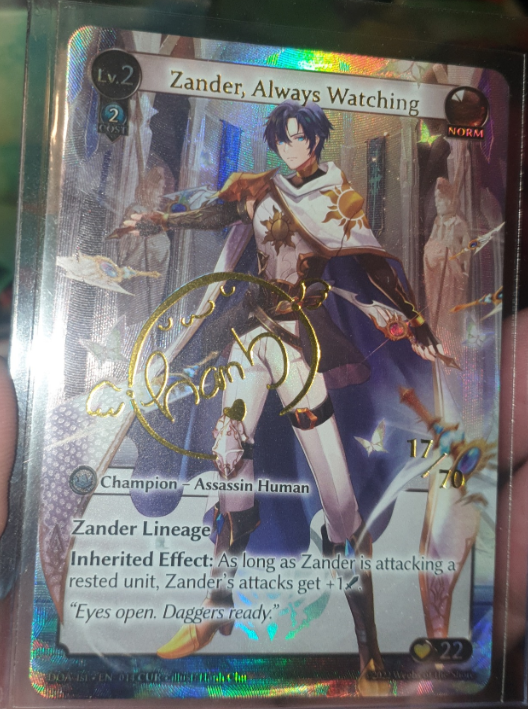 Lv.2
Zander, Always Watching
2
COST
NORM
17/70
Champion – Assassin Human
Zander Lineage
Inherited Effect: As long as Zander is attacking a
rested unit, Zander's attacks get +1
"Eyes open. Daggers ready."
22